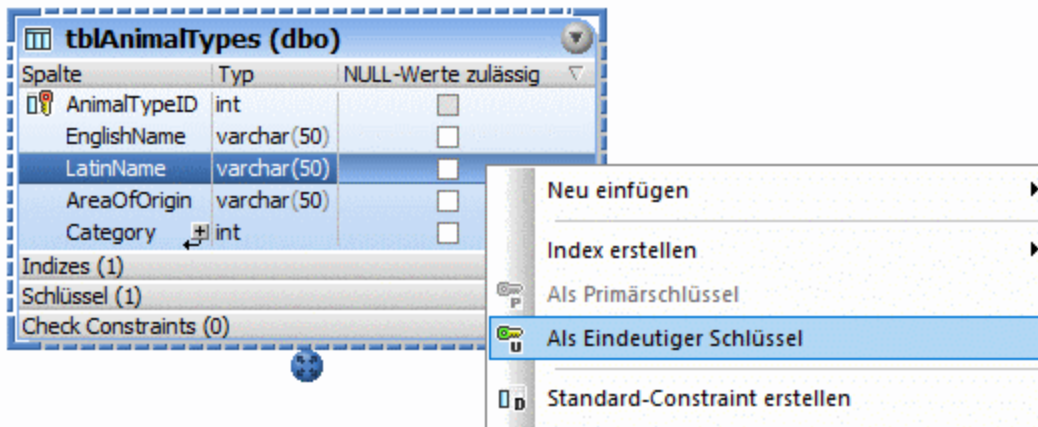 tblAnimalTypes (dbo)
Spalte Typ NULL-Werte zulässig
AnimalTypeID int
EnglishName varchar(50)
LatinName varchar(50)
AreaOfOrigin varchar(50)
Category int
Indizes (1)
Schlüssel (1)
Check Constraints (0)
Neu einfügen
Index erstellen
P Als Primärschlüssel
U Als Eindeutiger Schlüssel
D Standard-Constraint erstellen